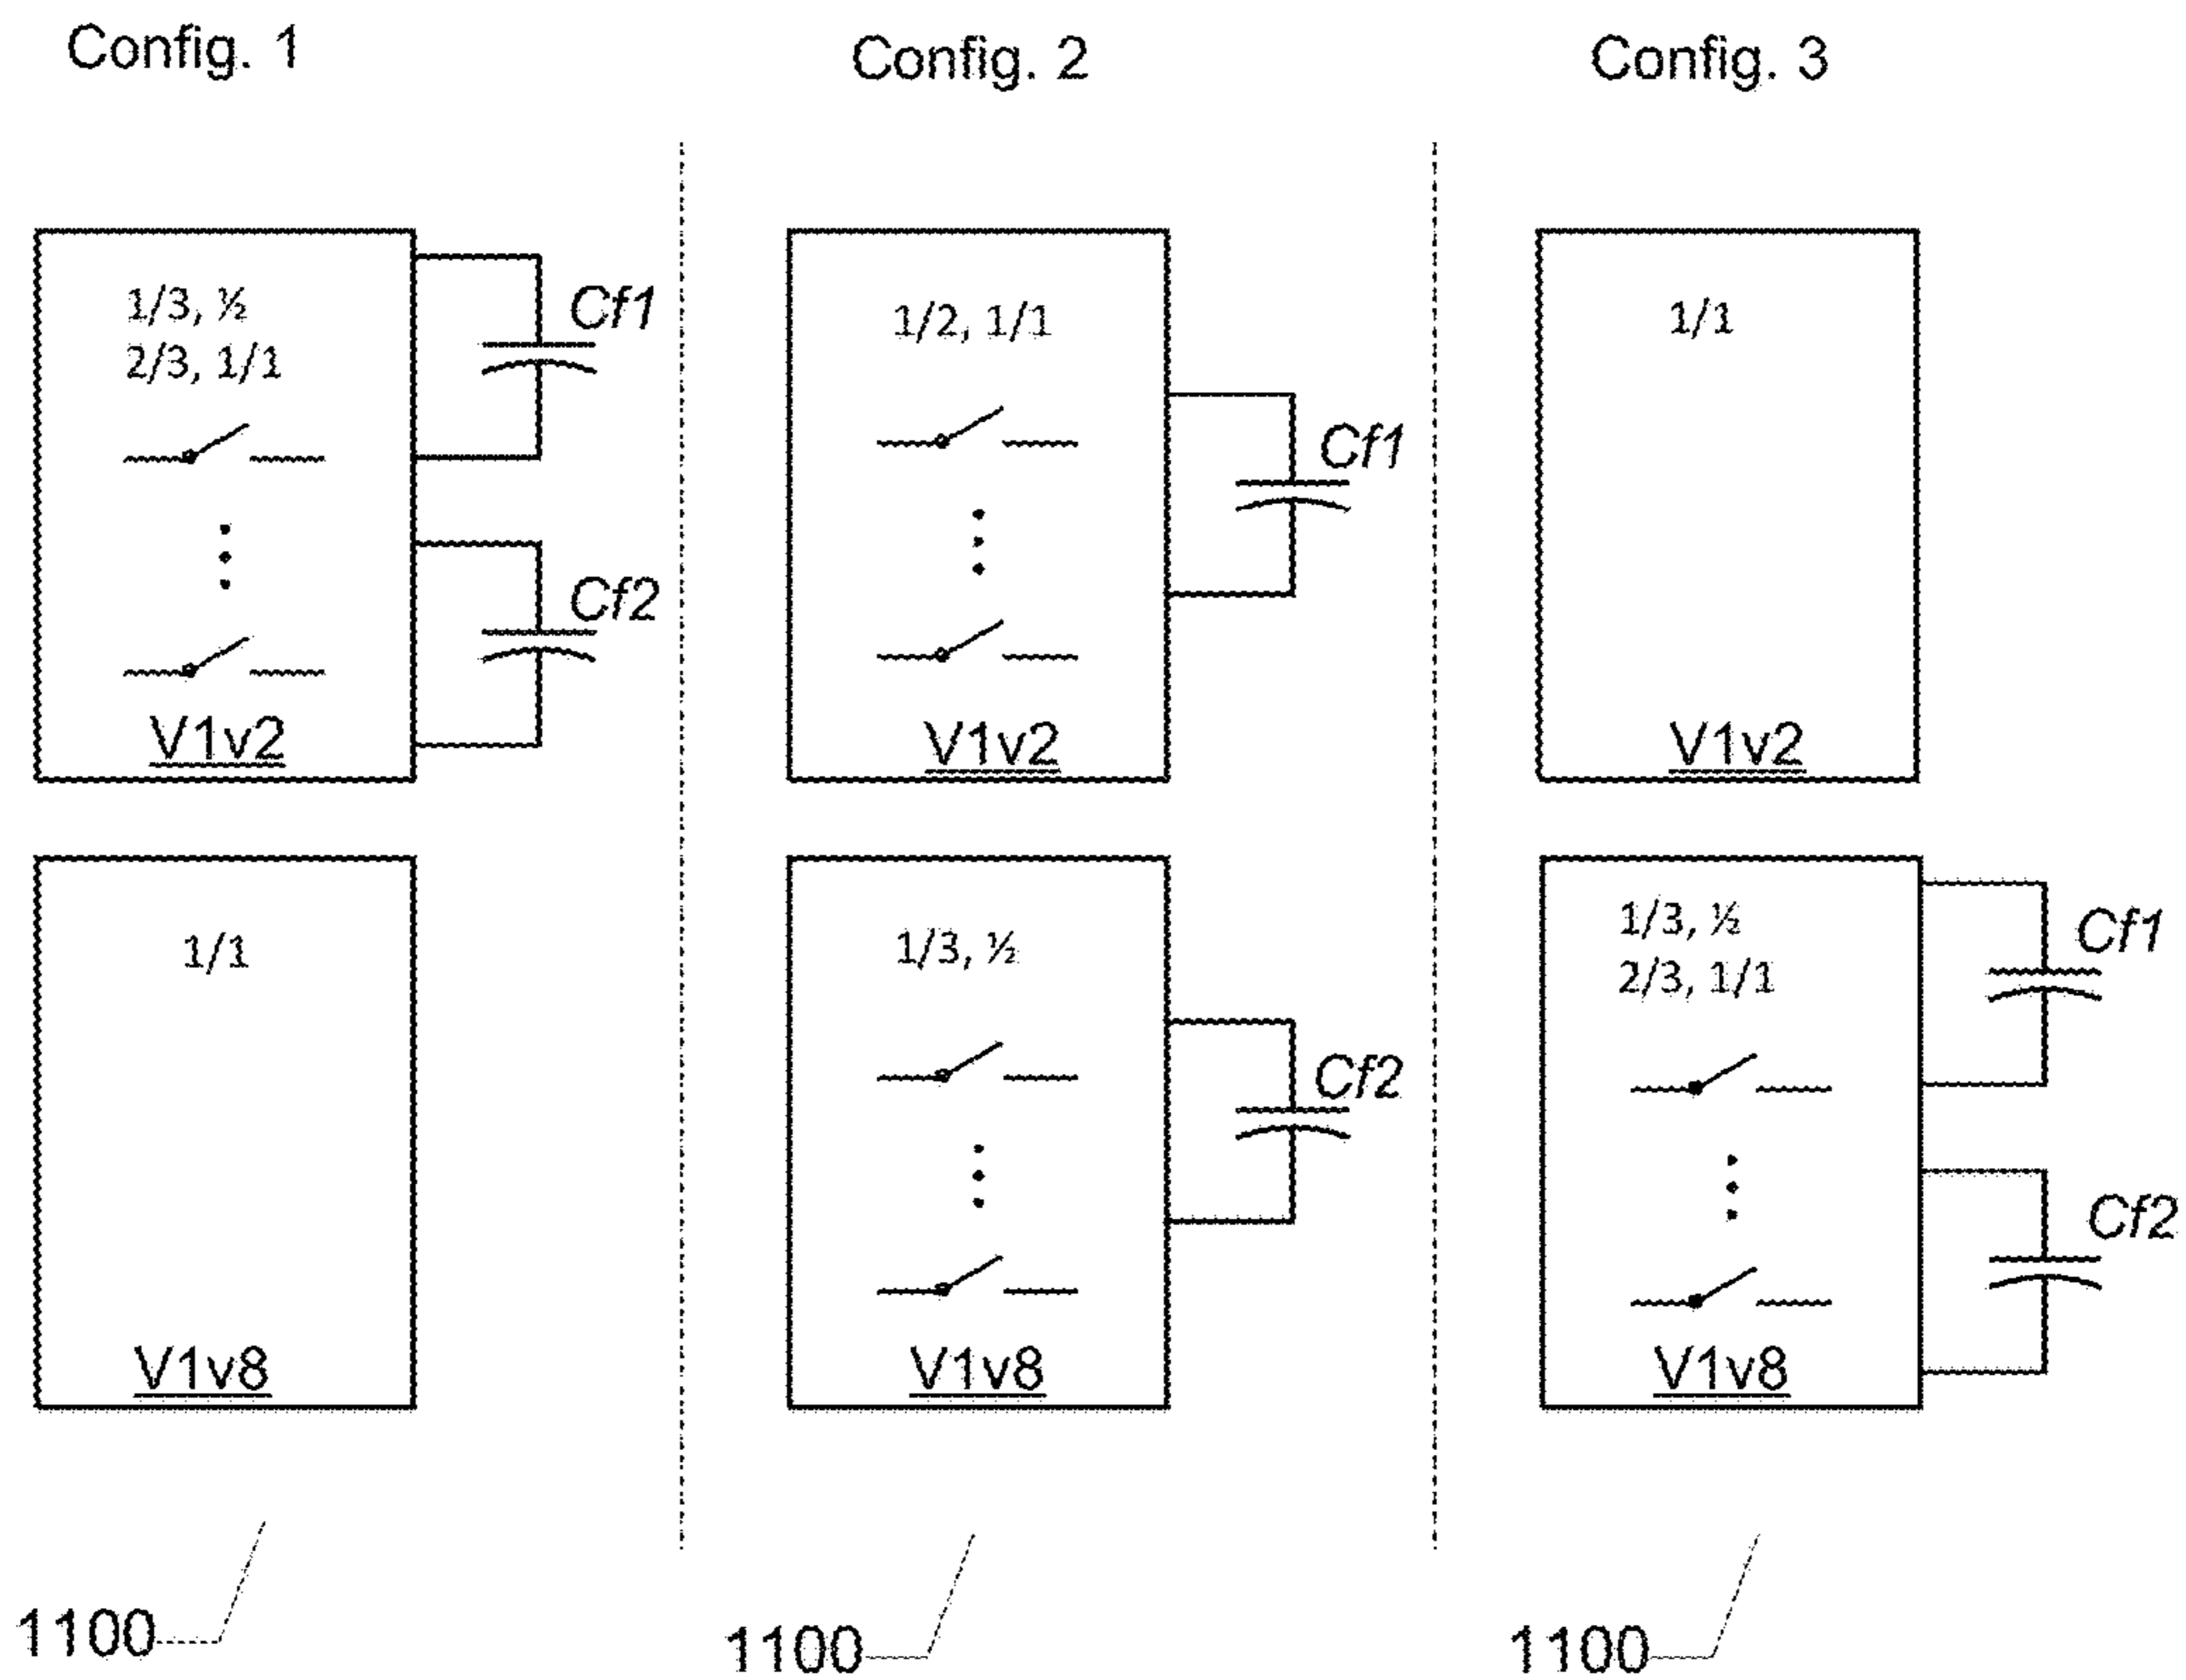 Config. 1
1/3, ½
2/3, 1/1
Cf1
Cf2
V1v2
1/1
V1v8
1100
Config. 2
1/2, 1/1
Cf1
V1v2
1/3, ½
Cf2
V1v8
1100
Config. 3
1/1
V1v2
1/3, ½
2/3, 1/1
Cf1
Cf2
V1v8
1100